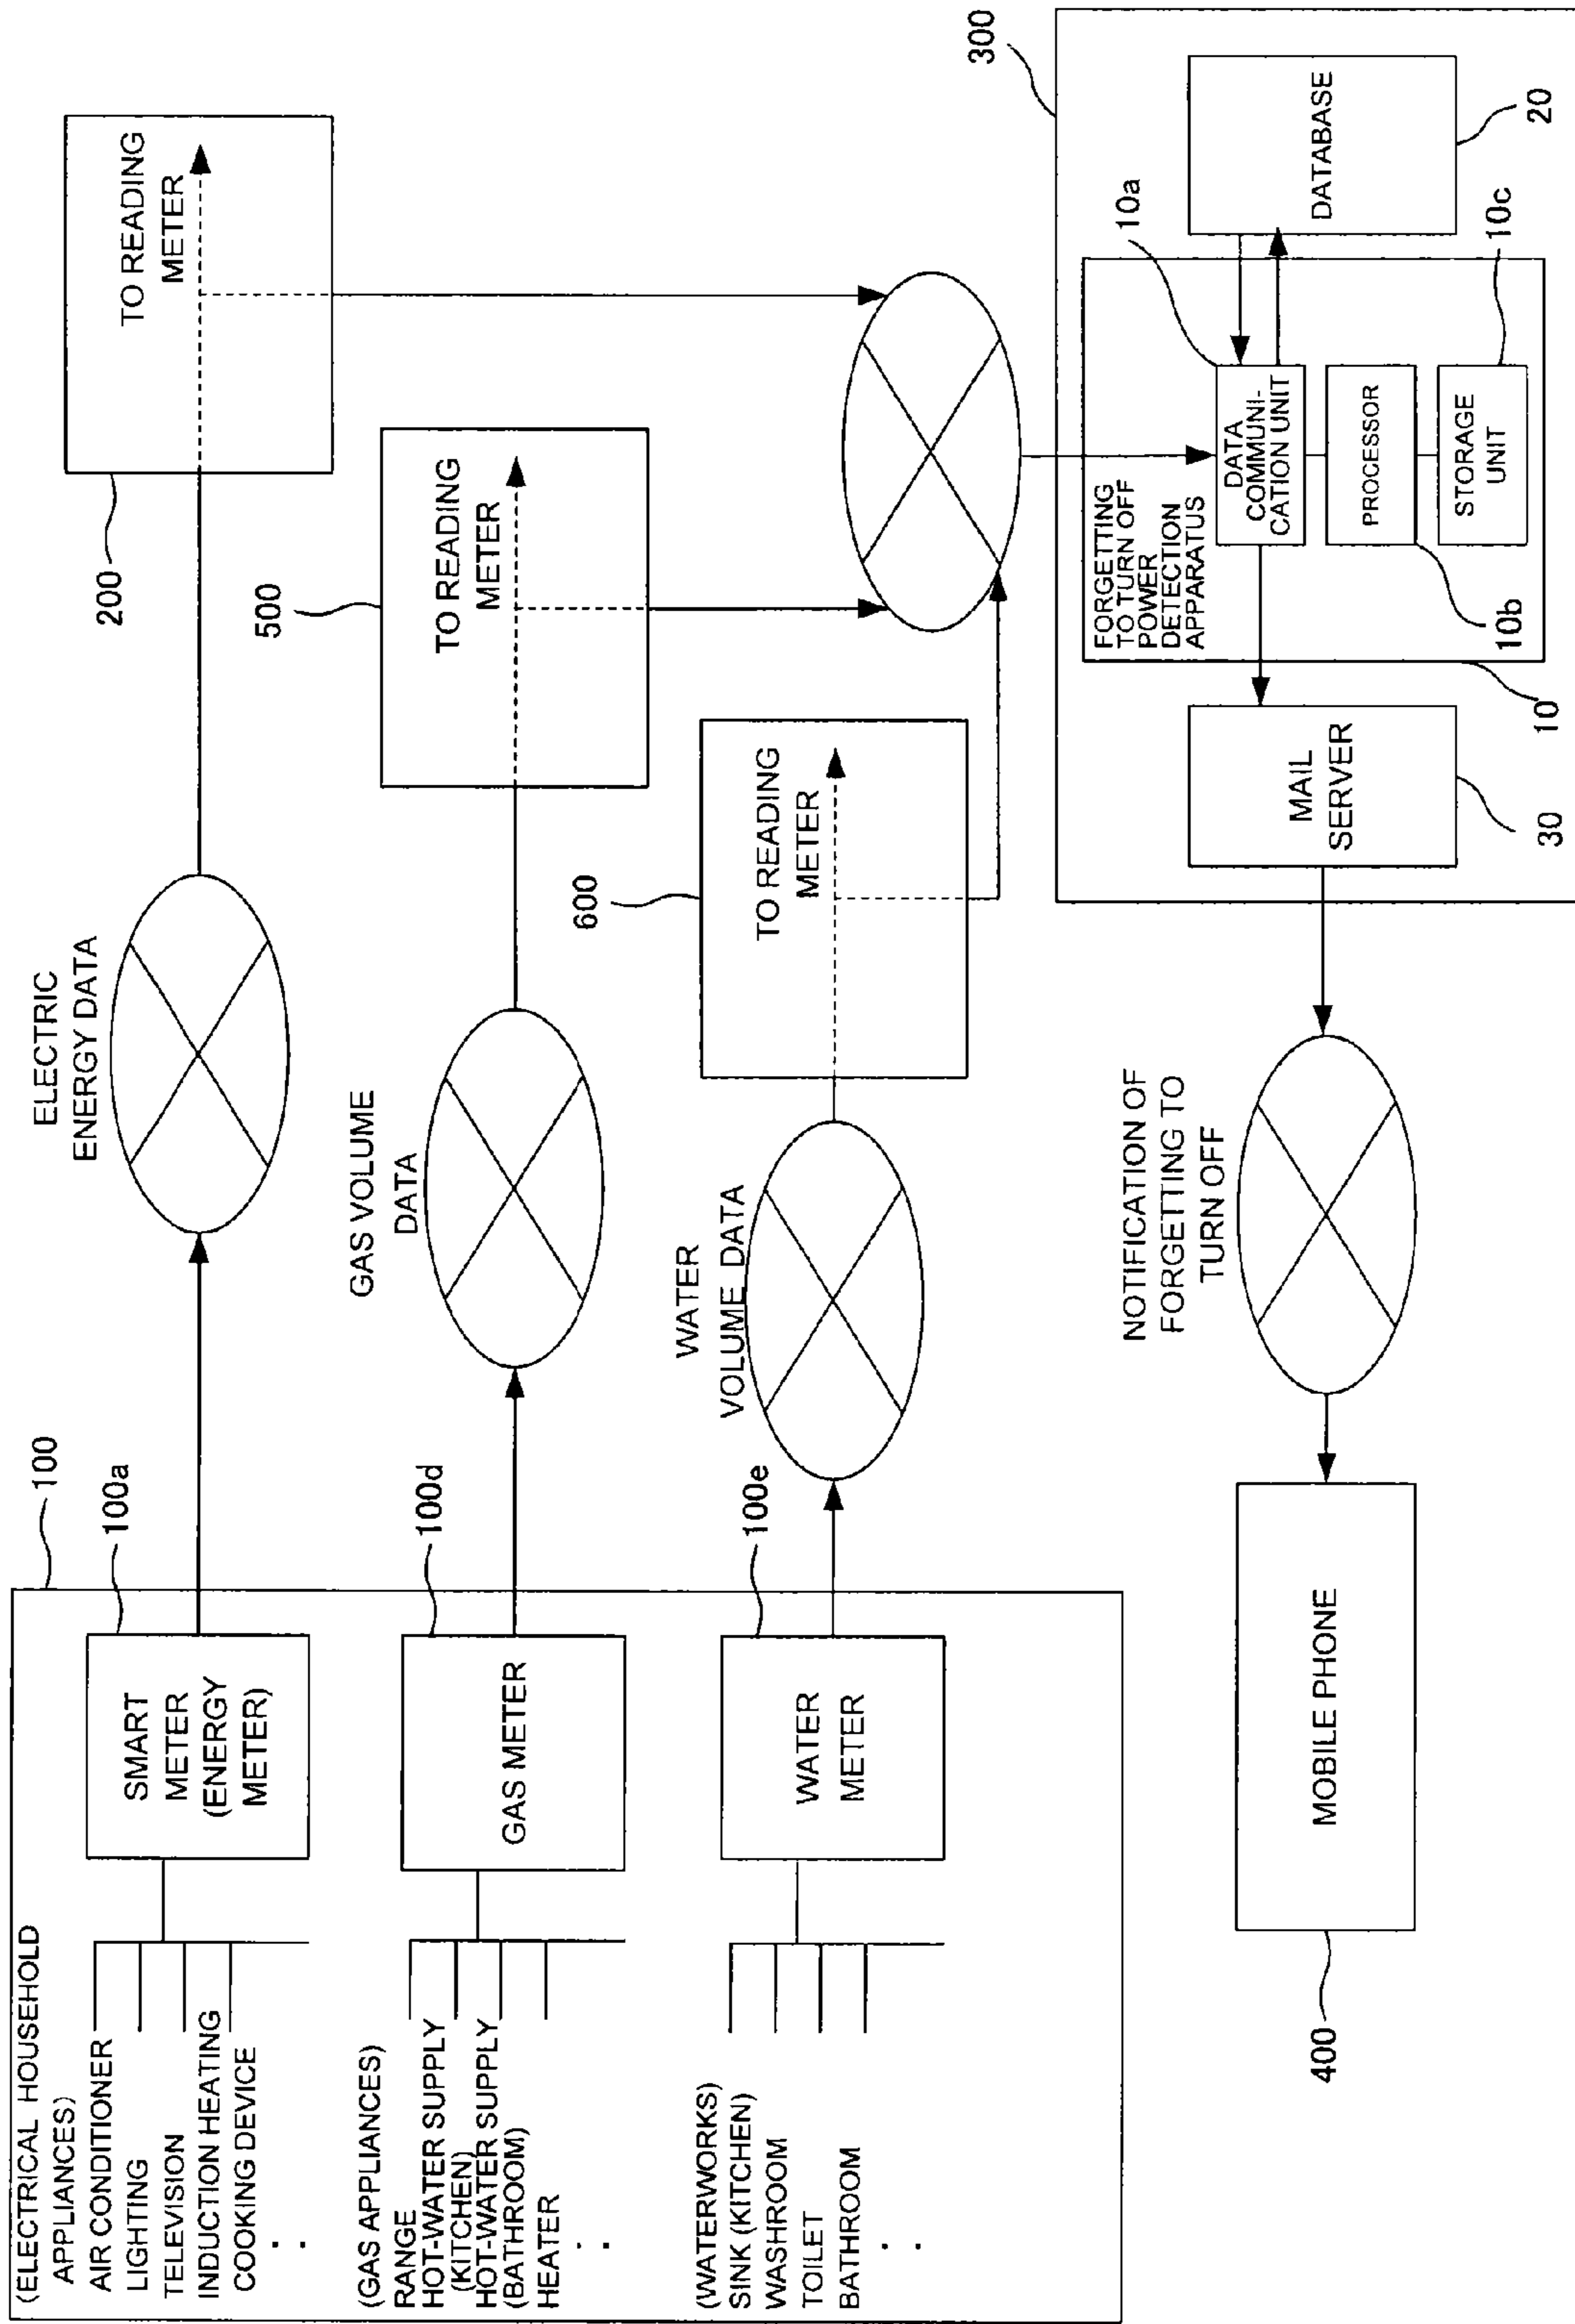 100
(ELECTRICAL HOUSEHOLD
APPLIANCES)
AIR CONDITIONER
LIGHTING
TELEVISION
INDUCTION HEATING
COOKING DEVICE
.
.
100a
SMART
METER
(ENERGY
METER)
ELECTRIC
ENERGY DATA
200
TO READING
METER
(GAS APPLIANCES)
RANGE
HOT-WATER SUPPLY
(KITCHEN)
HOT-WATER SUPPLY
(BATHROOM)
HEATER
.
.
100d
GAS METER
GAS VOLUME
DATA
500
TO READING
METER
(WATERWORKS)
SINK (KITCHEN)
WASHROOM
TOILET
BATHROOM
.
.
100e
WATER
METER
WATER
VOLUME DATA
600
TO READING
METER
300
FORGETTING
TO TURN OFF
POWER
DETECTION
APPARATUS
10a
DATA
COMMUNI-
CATION UNIT
PROCESSOR
10b
STORAGE
UNIT
10c
10
DATABASE
20
MAIL
SERVER
30
NOTIFICATION OF
FORGETTING TO
TURN OFF
MOBILE PHONE
400